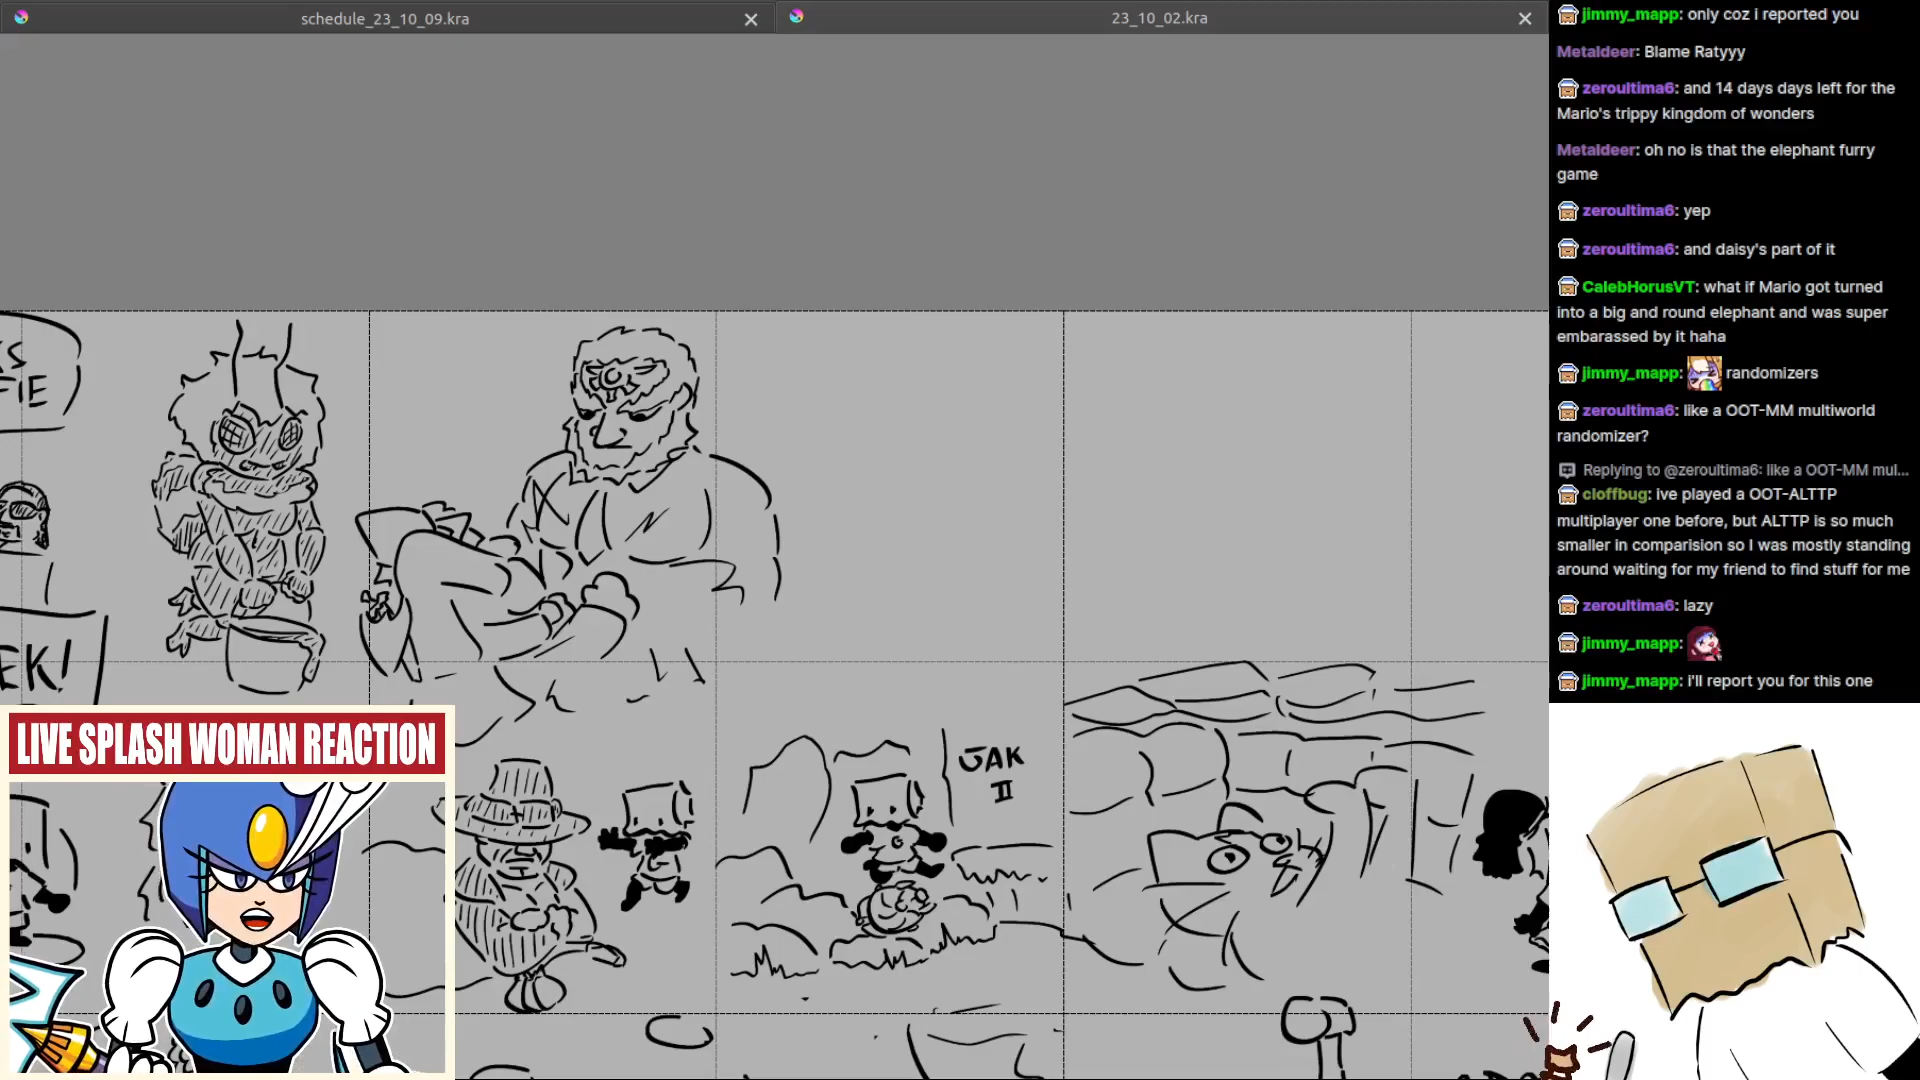 schedule_23_10_09.kra
23_10_02.kra
EK!
JAK
II
LIVE SPLASH WOMAN REACTION
jimmy_mapp: only coz i reported you
Metaldeer: Blame Ratyyy
zeroultima6: and 14 days days left for the
Mario's trippy kingdom of wonders
Metaldeer: oh no is that the elephant furry
game
zeroultima6: yep
zeroultima6: and daisy's part of it
CalebHorusVT: what if Mario got turned
into a big and round elephant and was super
embarassed by it haha
jimmy_mapp: randomizers
zeroultima6: like a OOT-MM multiworld
randomizer?
Replying to @zeroultima6: like a OOT-MM mul...
cloffbug: ive played a OOT-ALTTP
multiplayer one before, but ALTTP is so much
smaller in comparision so I was mostly standing
around waiting for my friend to find stuff for me
zeroultima6: lazy
jimmy_mapp:
jimmy_mapp: i'll report you for this one